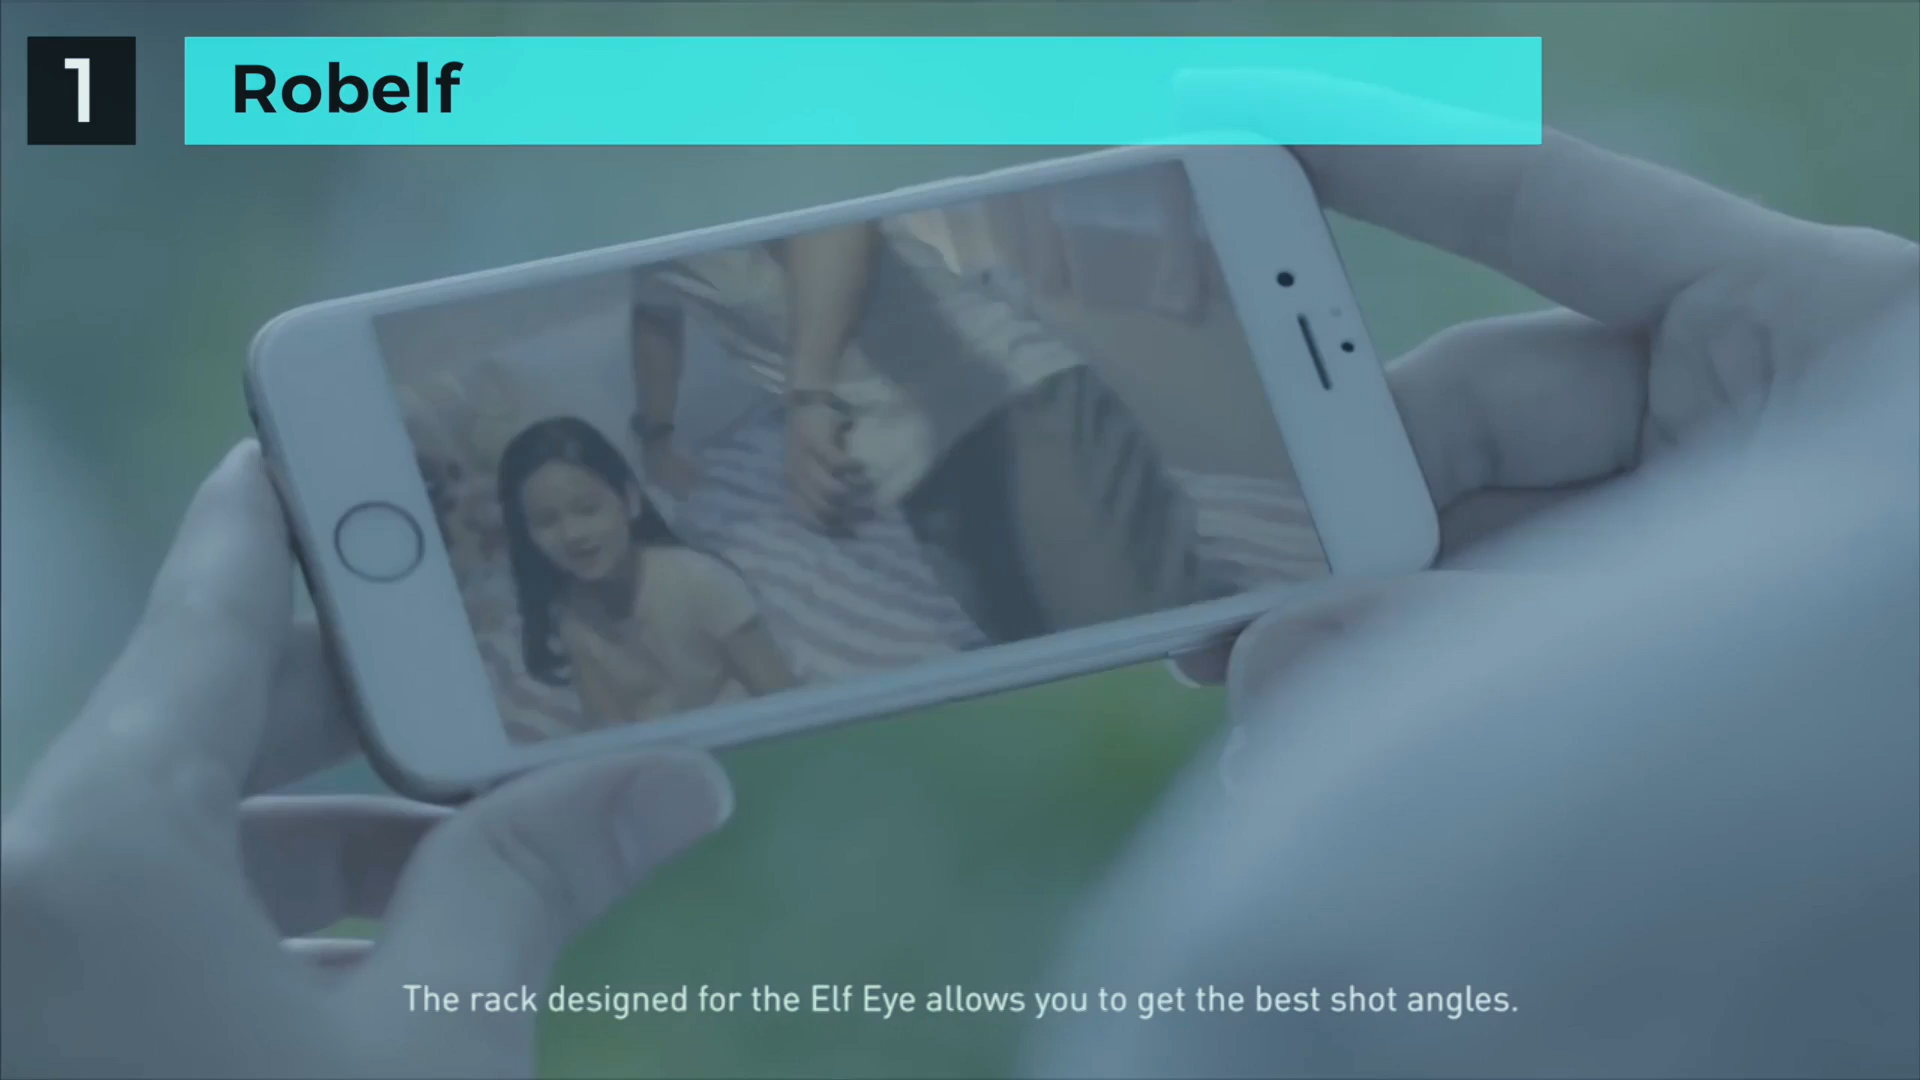 1
Robelf
The rack designed for the Elf Eye allows you to get the best shot angles.